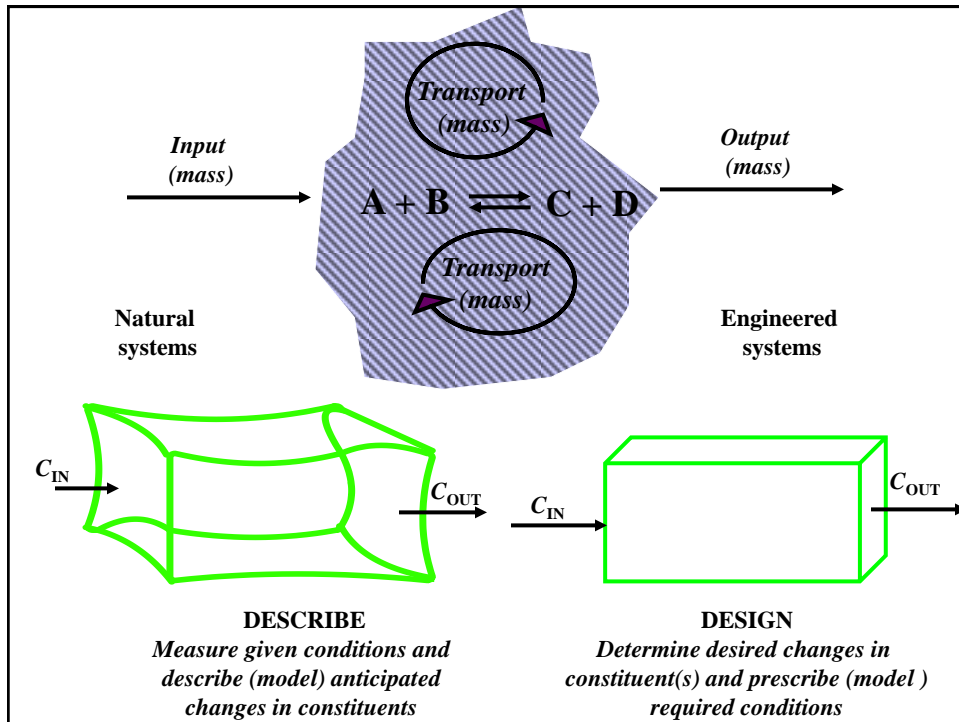 Transport
(mass)
Input
(mass)
Output
(mass)
A + B ⇌ C + D
Transport
(mass)
Natural
systems
Engineered
systems
C_IN
C_OUT
C_IN
C_OUT
DESCRIBE
Measure given conditions and
describe (model) anticipated
changes in constituents
DESIGN
Determine desired changes in
constituent(s) and prescribe (model )
required conditions